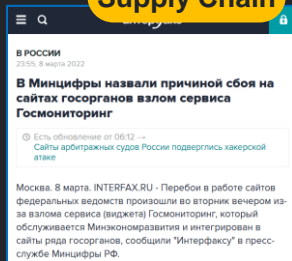 Supply Chain
В РОССИИ
23:55, 8 марта 2022
В Минцифры назвали причиной сбоя на
сайтах госорганов взлом сервиса
Госмониторинг
Есть обновление от 06:12 →
Сайты арбитражных судов России подверглись хакерской
атаке
Москва. 8 марта. INTERFAX.RU - Перебои в работе сайтов
федеральных ведомств произошли во вторник вечером из-
за взлома сервиса (виджета) Госмониторинг, который
обслуживается Минэкономразвития и интегрирован в
сайты ряда госорганов, сообщили "Интерфаксу" в пресс-
службе Минцифры РФ.